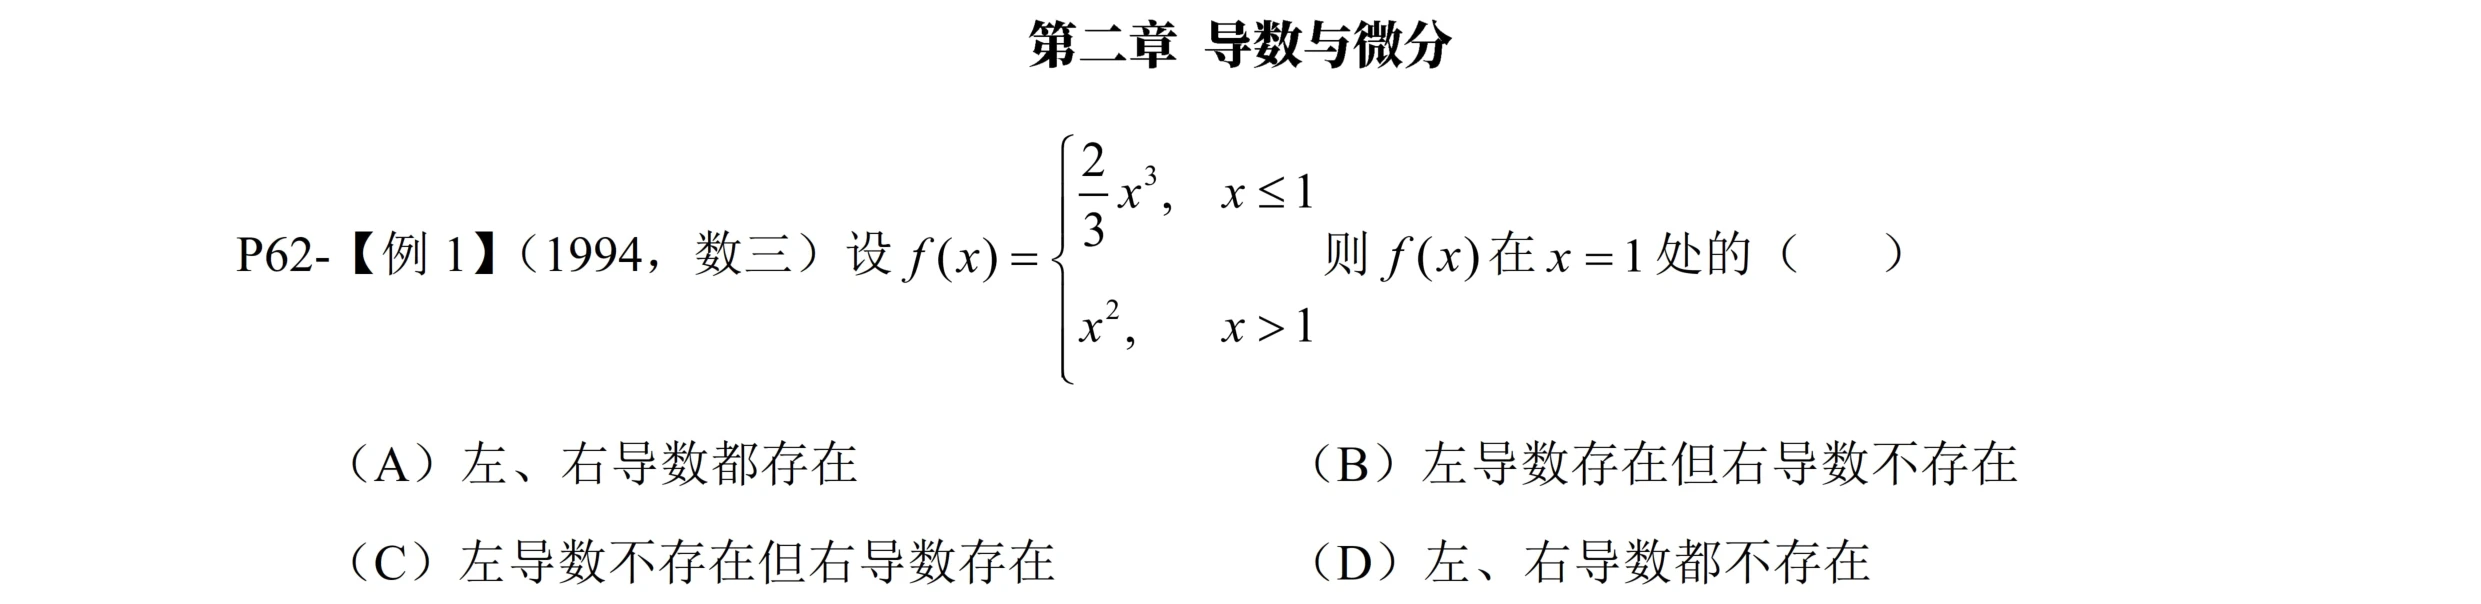 第二章 导数与微分
P62-【例 1】（1994，数三）设 $f(x)=\begin{cases}\dfrac{2}{3}x^3, & x\leq 1\\ x^2, & x>1\end{cases}$ 则 $f(x)$ 在 $x=1$ 处的（ ）
（A）左、右导数都存在 （B）左导数存在但右导数不存在
（C）左导数不存在但右导数存在 （D）左、右导数都不存在